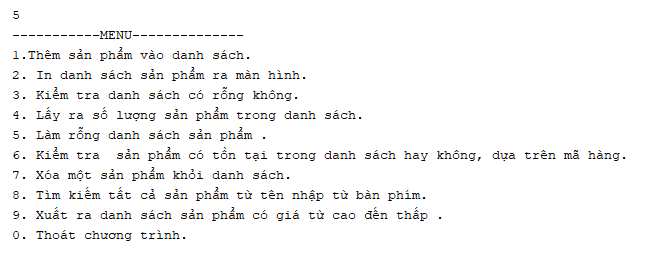 5
-----------MENU--------------
1.Thêm sản phẩm vào danh sách.
2. In danh sách sản phẩm ra màn hình.
3. Kiểm tra danh sách có rỗng không.
4. Lấy ra số lượng sản phẩm trong danh sách.
5. Làm rỗng danh sách sản phẩm .
6. Kiểm tra  sản phẩm có tồn tại trong danh sách hay không, dựa trên mã hàng.
7. Xóa một sản phẩm khỏi danh sách.
8. Tìm kiếm tất cả sản phẩm từ tên nhập từ bàn phím.
9. Xuất ra danh sách sản phẩm có giá từ cao đến thấp .
0. Thoát chương trình.